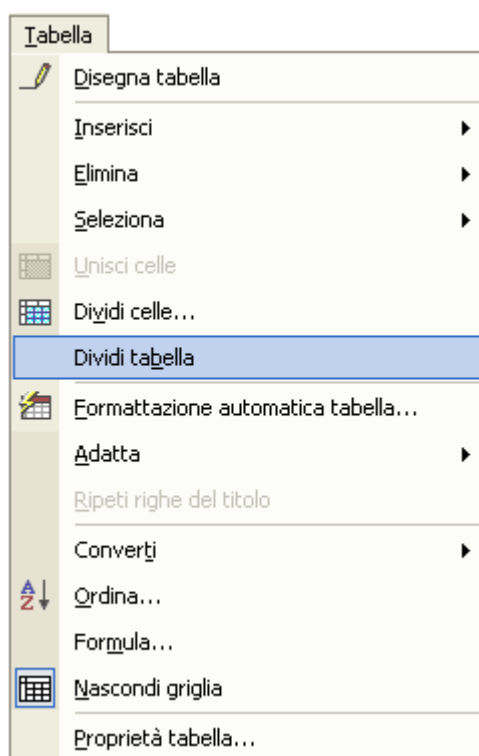 Tabella
Disegna tabella
Inserisci
Elimina
Seleziona
Unisci celle
Dividi celle...
Dividi tabella
Formattazione automatica tabella...
Adatta
Ripeti righe del titolo
Converti
Ordina...
Formula...
Nascondi griglia
Proprietà tabella...